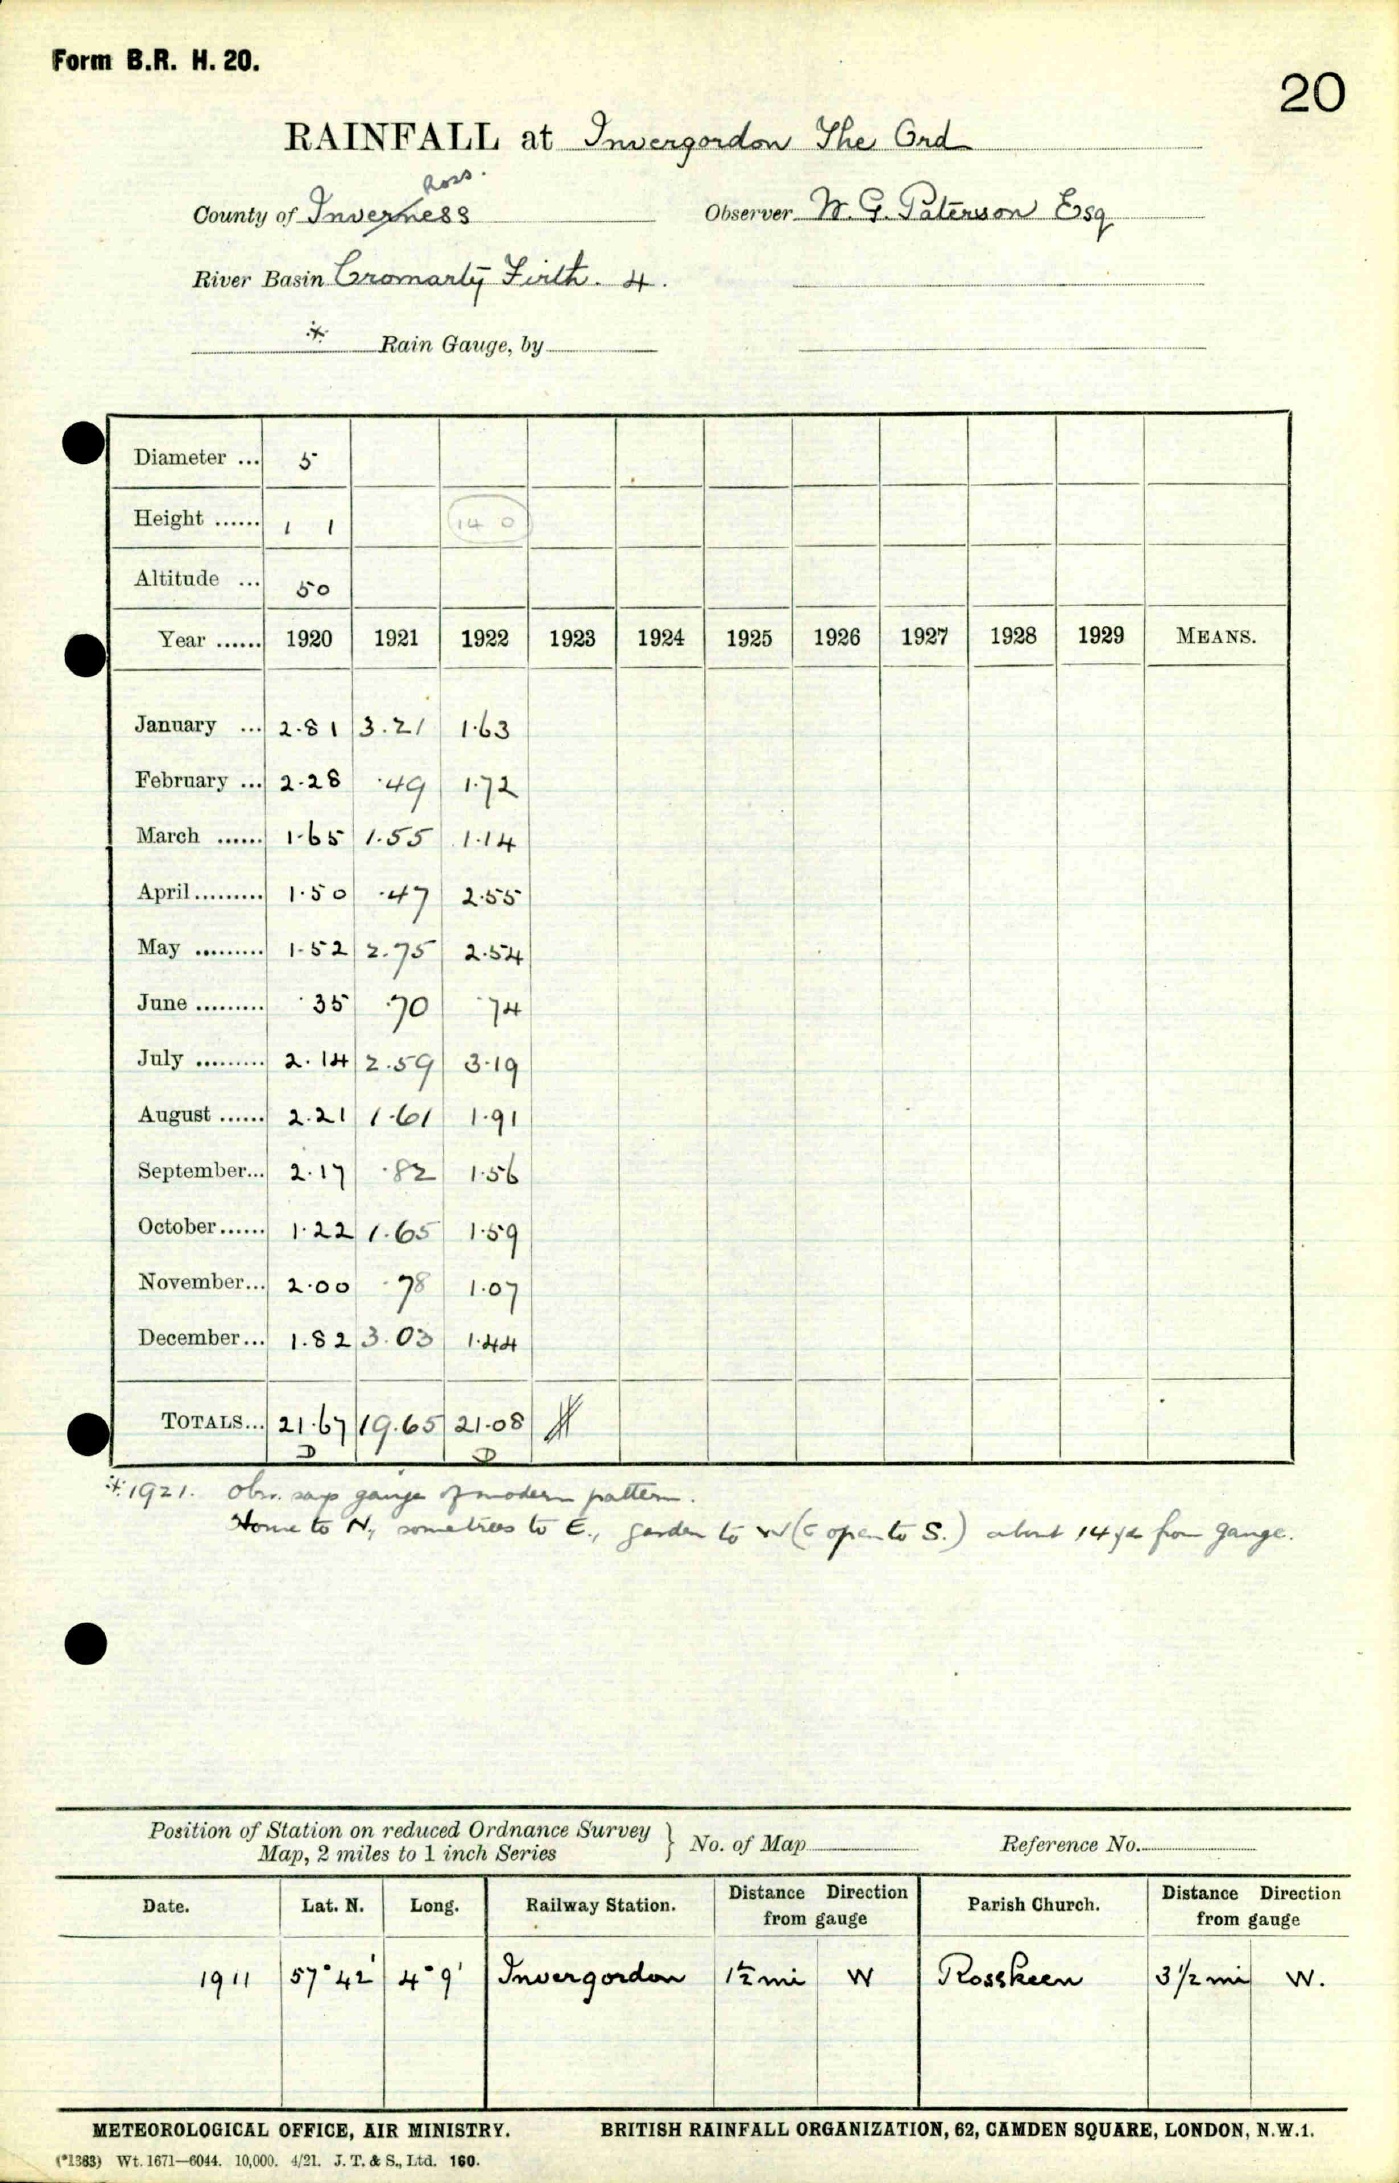 Form B.R. H. 20.
20
RAINFALL at Invergordon The Ord
Ross.
County of Inverness Observer W. G. Paterson Esq
River Basin Cromarty Firth. 4.
Rain Gauge, by
Diameter ... 5
Height ...... 1 1 14 0
Altitude ... 50
Year ...... 1920 1921 1922 1923 1924 1925 1926 1927 1928 1929 MEANS.
January ... 2.81 3.21 1.63
February ... 2.28 .49 1.72
March ...... 1.65 1.55 1.14
April ......... 1.50 .47 2.55
May ......... 1.52 2.75 2.54
June ......... .35 .70 .74
July ......... 2.14 2.59 3.19
August ...... 2.21 1.61 1.91
September... 2.17 .82 1.56
October...... 1.22 1.65 1.59
November... 2.00 .78 1.07
December... 1.82 3.03 1.44
TOTALS... 21.67 19.65 21.08
D D
1921. Obsr. says gauge of modern pattern.
House to N, some trees to E., garden to W (& open to S.) about 14 yd from gauge.
Position of Station on reduced Ordnance Survey
Map, 2 miles to 1 inch Series } No. of Map Reference No.
Date. Lat. N. Long. Railway Station. Distance Direction from gauge Parish Church. Distance Direction from gauge
1911 57° 42' 4° 9' Invergordon 1½ mi W Rosskeen 3 1/2 mi W.
METEOROLOGICAL OFFICE, AIR MINISTRY. BRITISH RAINFALL ORGANIZATION, 62, CAMDEN SQUARE, LONDON, N.W.1.
(*1383) Wt. 1671—6044. 10,000. 4/21. J. T. & S., Ltd. 160.